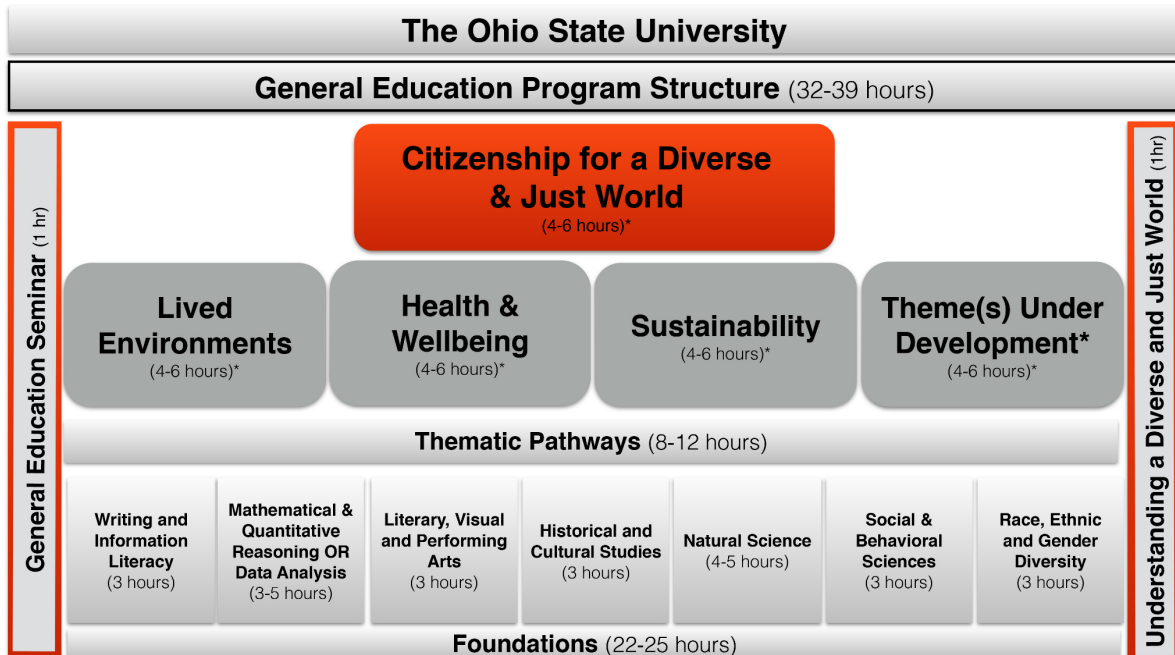 The Ohio State University
General Education Program Structure (32-39 hours)
General Education Seminar (1 hr)
Citizenship for a Diverse
& Just World
(4-6 hours)*
Lived
Environments
(4-6 hours)*
Health &
Wellbeing
(4-6 hours)*
Sustainability
(4-6 hours)*
Theme(s) Under
Development*
(4-6 hours)*
Thematic Pathways (8-12 hours)
Writing and
Information
Literacy
(3 hours)
Mathematical &
Quantitative
Reasoning OR
Data Analysis
(3-5 hours)
Literary, Visual
and Performing
Arts
(3 hours)
Historical and
Cultural Studies
(3 hours)
Natural Science
(4-5 hours)
Social &
Behavioral
Sciences
(3 hours)
Race, Ethnic
and Gender
Diversity
(3 hours)
Foundations (22-25 hours)
Understanding a Diverse and Just World (1hr)